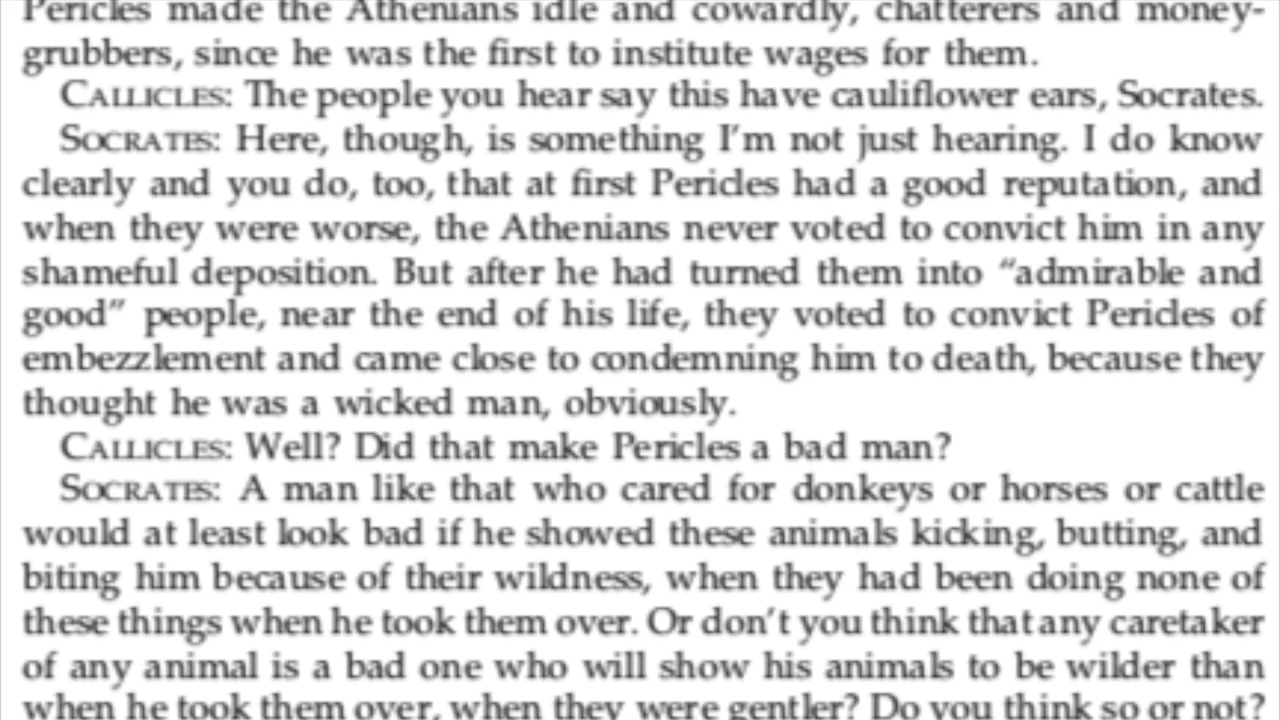 Pericles made the Athenians idle and cowardly, chatterers and money-
grubbers, since he was the first to institute wages for them.
CALLICLES: The people you hear say this have cauliflower ears, Socrates.
SOCRATES: Here, though, is something I'm not just hearing. I do know
clearly and you do, too, that at first Pericles had a good reputation, and
when they were worse, the Athenians never voted to convict him in any
shameful deposition. But after he had turned them into “admirable and
good” people, near the end of his life, they voted to convict Pericles of
embezzlement and came close to condemning him to death, because they
thought he was a wicked man, obviously.
CALLICLES: Well? Did that make Pericles a bad man?
SOCRATES: A man like that who cared for donkeys or horses or cattle
would at least look bad if he showed these animals kicking, butting, and
biting him because of their wildness, when they had been doing none of
these things when he took them over. Or don't you think that any caretaker
of any animal is a bad one who will show his animals to be wilder than
when he took them over, when they were gentler? Do you think so or not?